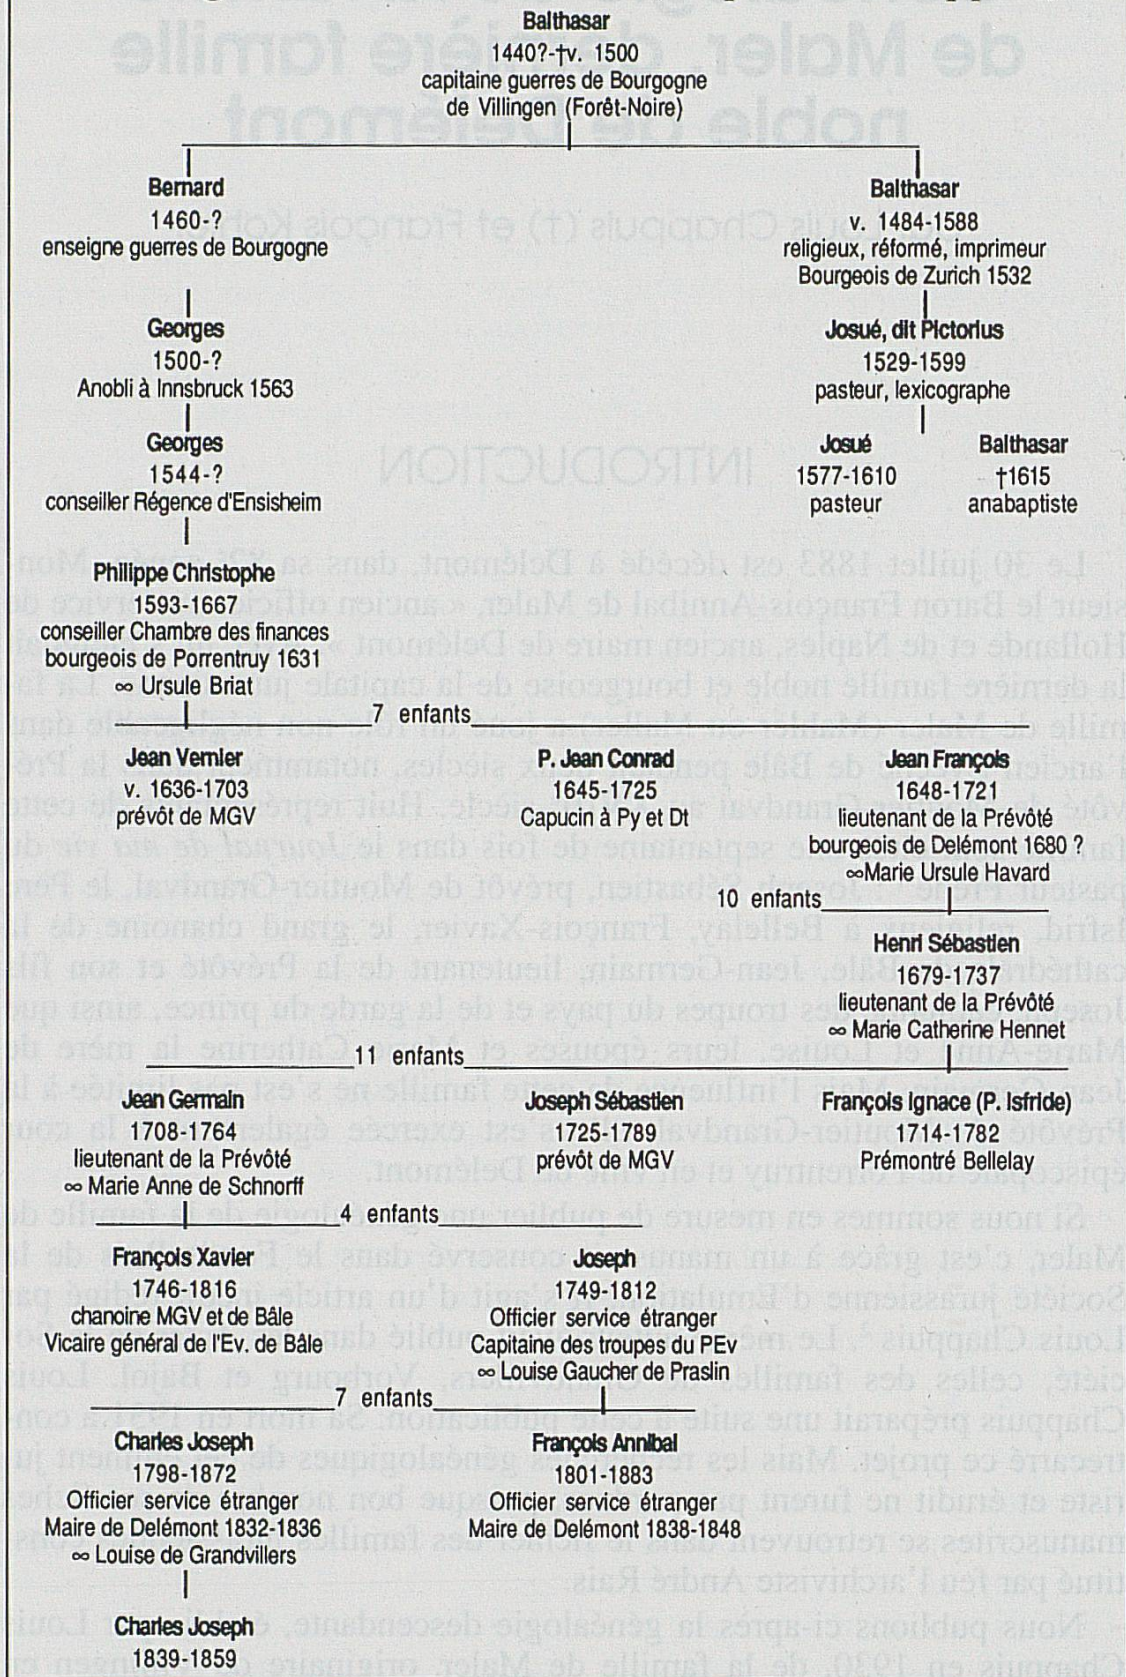 Balthasar
1440?-†v. 1500
capitaine guerres de Bourgogne
de Villingen (Forêt-Noire)
Bernard
1460-?
enseigne guerres de Bourgogne
Balthasar
v. 1484-1588
religieux, réformé, imprimeur
Bourgeois de Zurich 1532
Georges
1500-?
Anobli à Innsbruck 1563
Josué, dit Pictorius
1529-1599
pasteur, lexicographe
Georges
1544-?
conseiller Régence d'Ensisheim
Josué
1577-1610
pasteur
Balthasar
†1615
anabaptiste
Philippe Christophe
1593-1667
conseiller Chambre des finances
bourgeois de Porrentruy 1631
∞ Ursule Briat
7 enfants
Jean Vernier
v. 1636-1703
prévôt de MGV
P. Jean Conrad
1645-1725
Capucin à Py et Dt
Jean François
1648-1721
lieutenant de la Prévôté
bourgeois de Delémont 1680 ?
∞Marie Ursule Havard
10 enfants
Henri Sébastien
1679-1737
lieutenant de la Prévôté
∞ Marie Catherine Hennet
11 enfants
Jean Germain
1708-1764
lieutenant de la Prévôté
∞ Marie Anne de Schnorff
Joseph Sébastien
1725-1789
prévôt de MGV
François Ignace (P. Isfride)
1714-1782
Prémontré Bellelay
4 enfants
François Xavier
1746-1816
chanoine MGV et de Bâle
Vicaire général de l'Ev. de Bâle
Joseph
1749-1812
Officier service étranger
Capitaine des troupes du PEv
∞ Louise Gaucher de Praslin
7 enfants
Charles Joseph
1798-1872
Officier service étranger
Maire de Delémont 1832-1836
∞ Louise de Grandvillers
François Annibal
1801-1883
Officier service étranger
Maire de Delémont 1838-1848
Charles Joseph
1839-1859